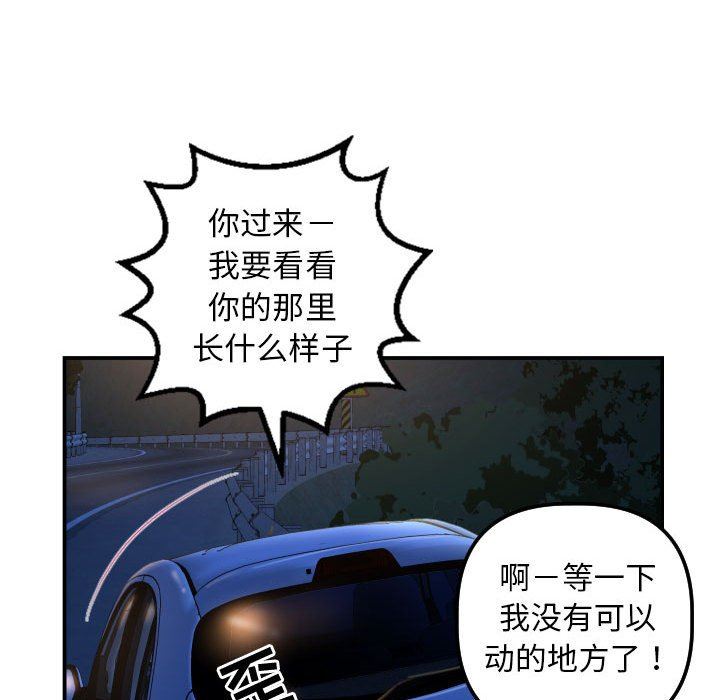 你过来－
我要看看
你的那里
长什么样子
啊－等一下
我没有可以
动的地方了！